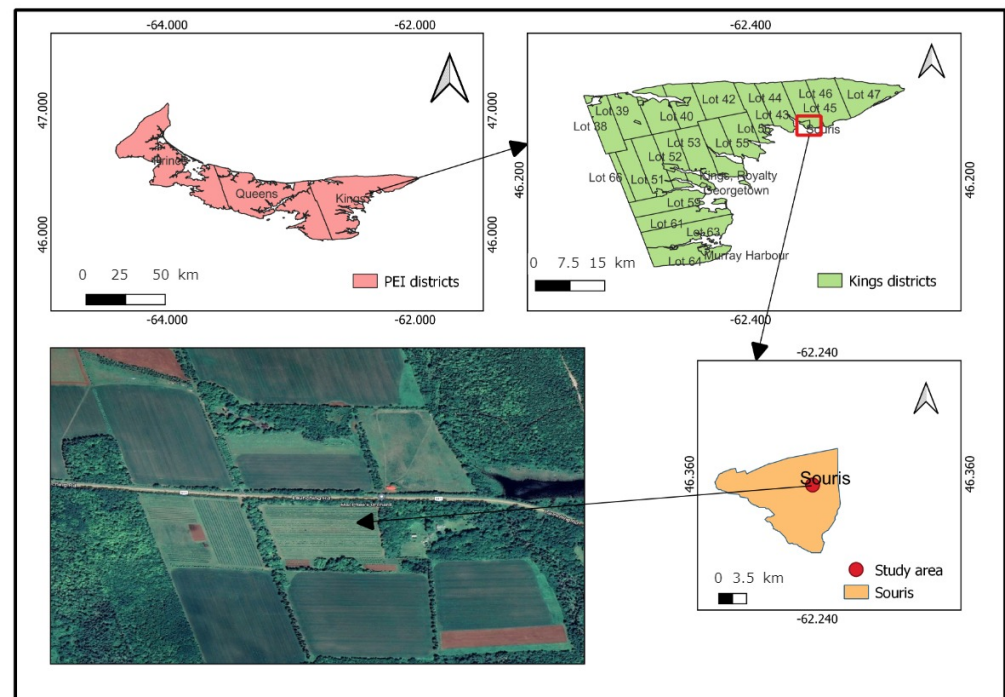 -64.000
-62.000
47.000
47.000
Prince
Queens
Kings
46.000
46.000
0 25 50 km
PEI districts
-64.000
-62.000
-62.400
Lot 39
Lot 38
Lot 42
Lot 40
Lot 44
Lot 43
Lot 46
Lot 45
Lot 47
Lot 56
Souris
Lot 53
Lot 55
Lot 52
Lot 66
Lot 51
Kings, Royalty
Georgetown
Lot 59
Lot 61
Lot 63
Lot 64
Murray Harbour
46.200
46.200
0 7.5 15 km
Kings districts
-62.400
-62.240
46.360
46.360
Souris
0 3.5 km
Study area
Souris
-62.240